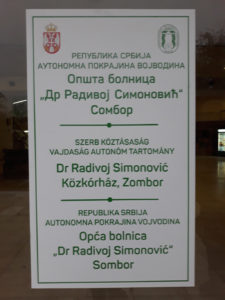 РЕПУБЛИКА СРБИЈА
АУТОНОМНА ПОКРАЈИНА ВОЈВОДИНА
Општа болница
„Др Радивој Симоновић“
Сомбор
SZERB KÖZTÁSASÁG
VAJDASÁG AUTONÓM TARTOMÁNY
Dr Radivoj Simonović
Közkórház, Zombor
REPUBLIKA SRBIJA
AUTONOMNA POKRAJINA VOJVODINA
Opća bolnica
„Dr Radivoj Simonović“
Sombor